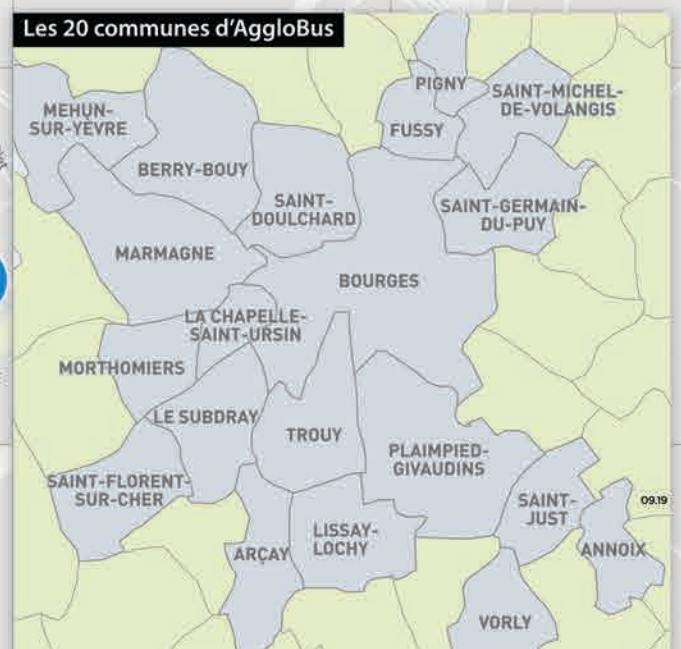 Les 20 communes d'AggloBus
PIGNY
SAINT-MICHEL-
DE-VOLANGIS
MEHUN-
SUR-YÈVRE
FUSSY
BERRY-BOUY
SAINT-
DOULCHARD
SAINT-GERMAIN-
DU-PUY
MARMAGNE
BOURGES
LA CHAPELLE-
SAINT-URSIN
MORTHOMIERS
LE SUBDRAY
TROUY
PLAIMPIED-
GIVAUDINS
SAINT-FLORENT-
SUR-CHER
SAINT-
JUST
09.19
LISSAY-
LOCHY
ARÇAY
ANNOIX
VORLY